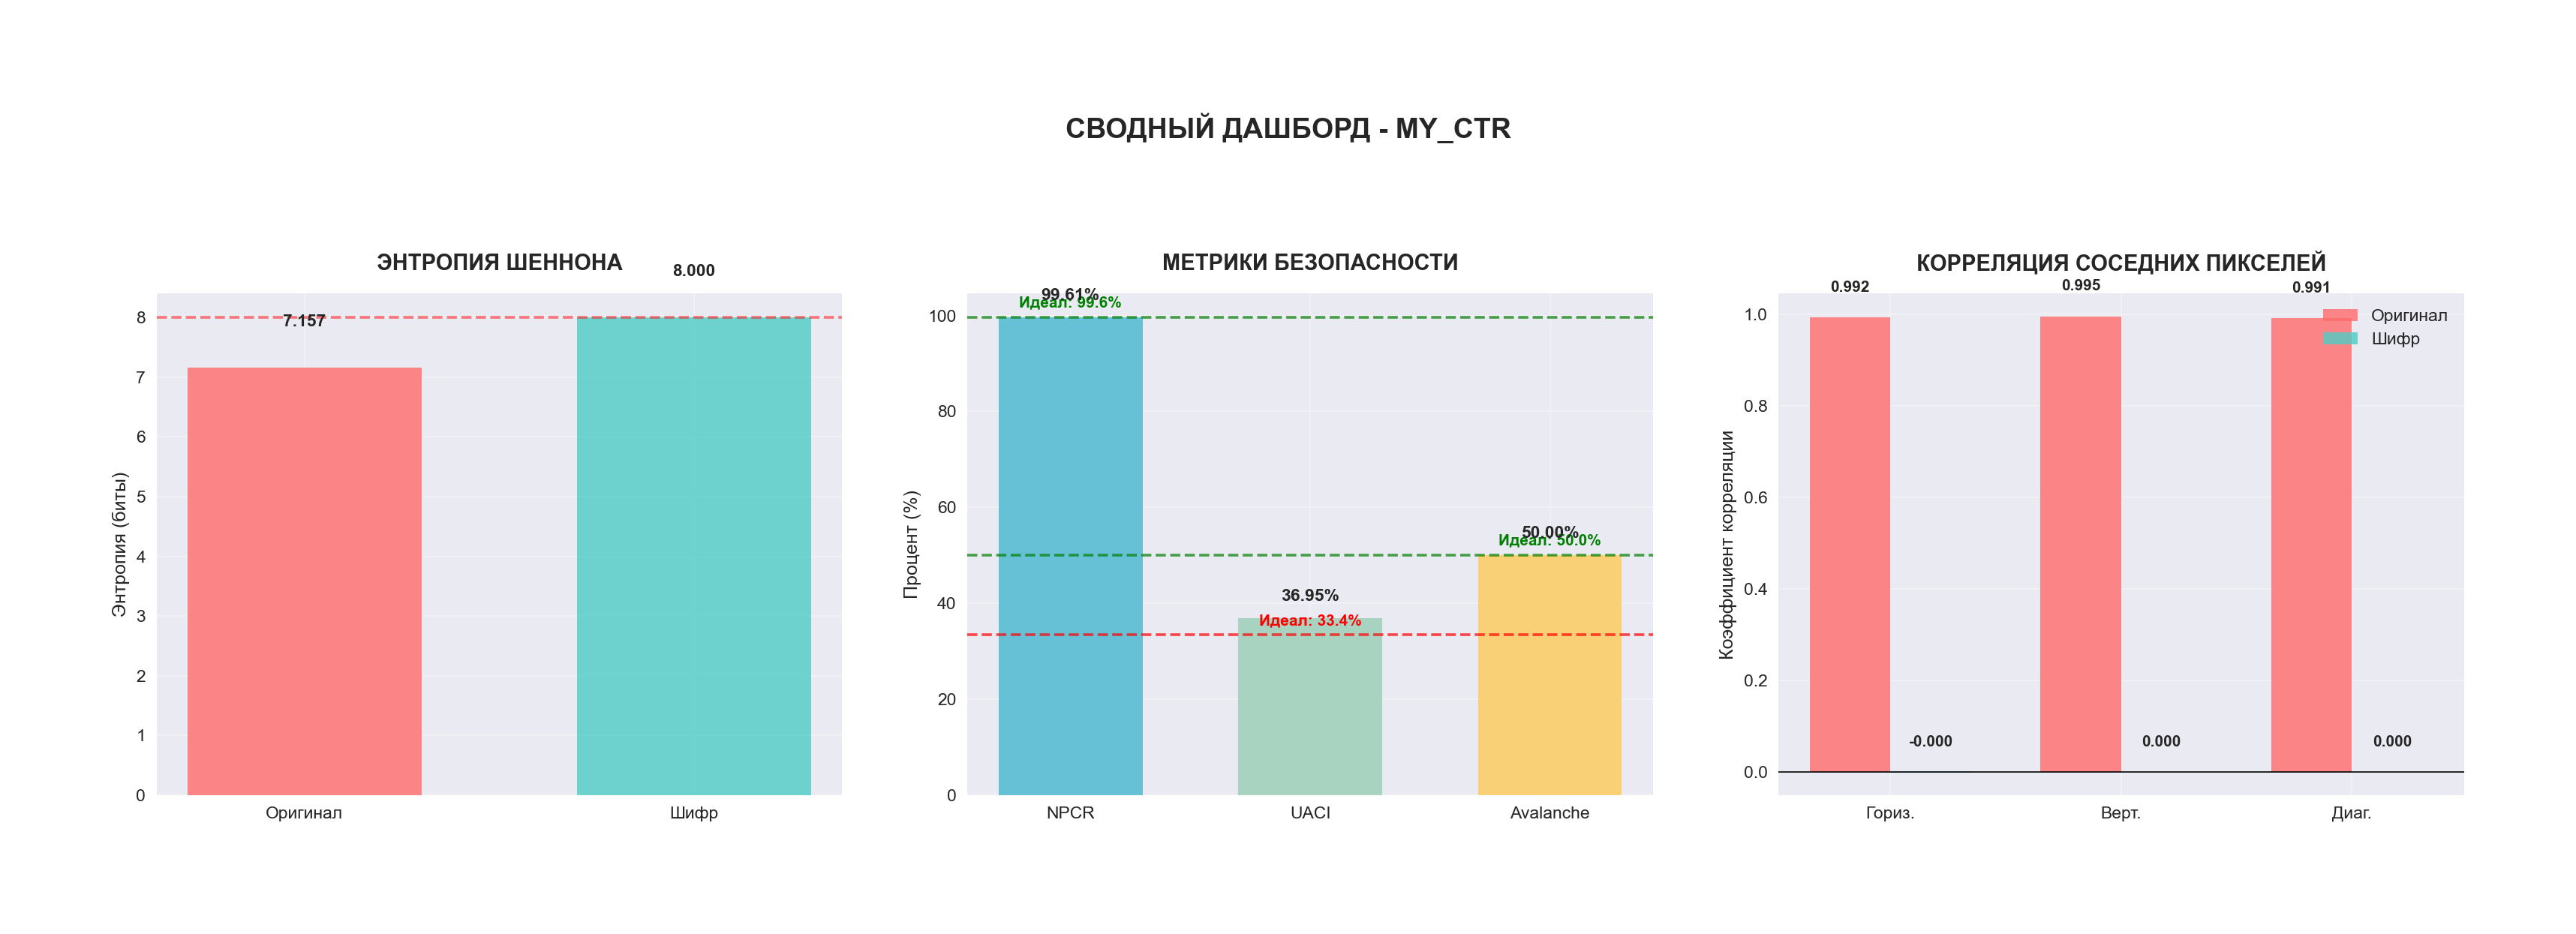 СВОДНЫЙ ДАШБОРД - MY_CTR
ЭНТРОПИЯ ШЕННОНА
8.000
7.157
Энтропия (биты)
8
7
6
5
4
3
2
1
0
Оригинал
Шифр
МЕТРИКИ БЕЗОПАСНОСТИ
99.61%
Идеал: 99.6%
50.00%
Идеал: 50.0%
36.95%
Идеал: 33.4%
Процент (%)
100
80
60
40
20
0
NPCR
UACI
Avalanche
КОРРЕЛЯЦИЯ СОСЕДНИХ ПИКСЕЛЕЙ
0.992
0.995
0.991
Оригинал
Шифр
-0.000
0.000
0.000
Коэффициент корреляции
1.0
0.8
0.6
0.4
0.2
0.0
Гориз.
Верт.
Диаг.